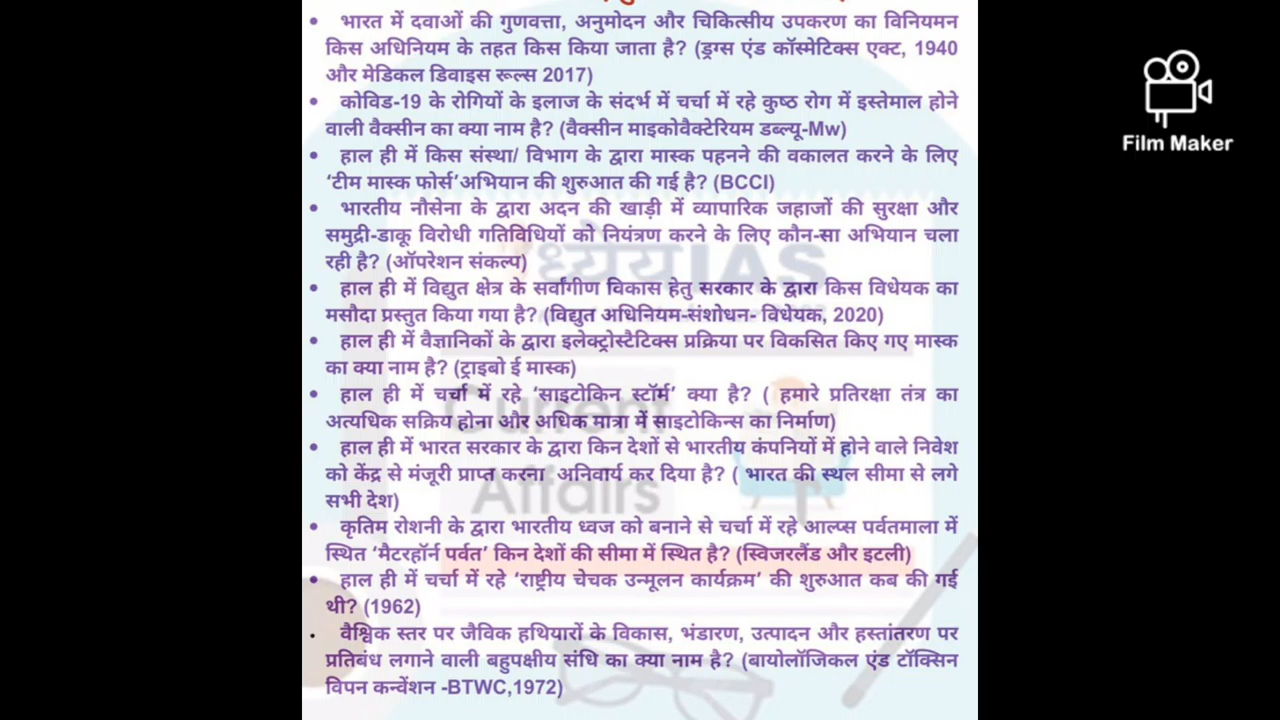 • भारत में दवाओं की गुणवत्ता, अनुमोदन और चिकित्सीय उपकरण का विनियमन
किस अधिनियम के तहत किस किया जाता है? (ड्रग्स एंड कॉस्मेटिक्स एक्ट, 1940
और मेडिकल डिवाइस रूल्स 2017)
• कोविड-19 के रोगियों के इलाज के संदर्भ में चर्चा में रहे कुष्ठ रोग में इस्तेमाल होने
वाली वैक्सीन का क्या नाम है? (वैक्सीन माइकोवैक्टेरियम डब्ल्यू-Mw)
• हाल ही में किस संस्था/ विभाग के द्वारा मास्क पहनने की वकालत करने के लिए
‘टीम मास्क फोर्स’अभियान की शुरुआत की गई है? (BCCI)
• भारतीय नौसेना के द्वारा अदन की खाड़ी में व्यापारिक जहाजों की सुरक्षा और
समुद्री-डाकू विरोधी गतिविधियों को नियंत्रण करने के लिए कौन-सा अभियान चला
रही है? (ऑपरेशन संकल्प)
• हाल ही में विद्युत क्षेत्र के सर्वांगीण विकास हेतु सरकार के द्वारा किस विधेयक का
मसौदा प्रस्तुत किया गया है? (विद्युत अधिनियम-संशोधन- विधेयक, 2020)
• हाल ही में वैज्ञानिकों के द्वारा इलेक्ट्रोस्टैटिक्स प्रक्रिया पर विकसित किए गए मास्क
का क्या नाम है? (ट्राइबो ई मास्क)
• हाल ही में चर्चा में रहे ‘साइटोकिन स्टॉर्म’ क्या है? ( हमारे प्रतिरक्षा तंत्र का
अत्यधिक सक्रिय होना और अधिक मात्रा में साइटोकिन्स का निर्माण)
• हाल ही में भारत सरकार के द्वारा किन देशों से भारतीय कंपनियों में होने वाले निवेश
को केंद्र से मंजूरी प्राप्त करना अनिवार्य कर दिया है? ( भारत की स्थल सीमा से लगे
सभी देश)
• कृतिम रोशनी के द्वारा भारतीय ध्वज को बनाने से चर्चा में रहे आल्प्स पर्वतमाला में
स्थित ‘मैटरहॉर्न पर्वत’ किन देशों की सीमा में स्थित है? (स्विजरलैंड और इटली)
• हाल ही में चर्चा में रहे ‘राष्ट्रीय चेचक उन्मूलन कार्यक्रम’ की शुरुआत कब की गई
थी? (1962)
. वैश्विक स्तर पर जैविक हथियारों के विकास, भंडारण, उत्पादन और हस्तांतरण पर
प्रतिबंध लगाने वाली बहुपक्षीय संधि का क्या नाम है? (बायोलॉजिकल एंड टॉक्सिन
विपन कन्वेंशन -BTWC,1972)
ध्येय IAS
Current
Affairs
Film Maker